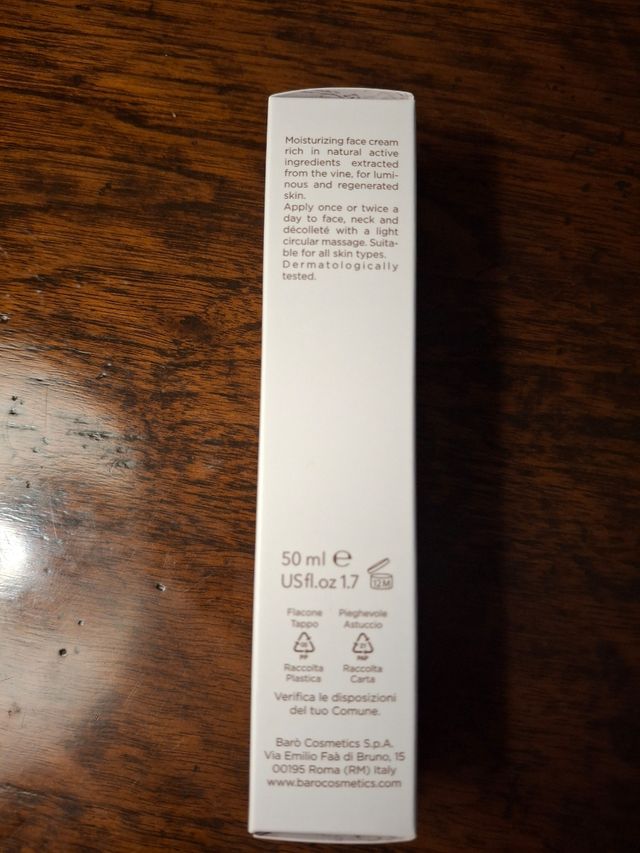 Moisturizing face cream
rich in natural active
ingredients extracted
from the vine, for lumi-
nous and regenerated
skin.
Apply once or twice a
day to face, neck and
décolleté with a light
circular massage. Suita-
ble for all skin types.
Dermatologically
tested.
50 ml ℮
US fl.oz 1.7
12M
Flacone Pieghevole
Tappo Astuccio
05 21
PP PAP
Raccolta Raccolta
Plastica Carta
Verifica le disposizioni
del tuo Comune.
Barò Cosmetics S.p.A.
Via Emilio Faà di Bruno, 15
00195 Roma (RM) Italy
www.barocosmetics.com